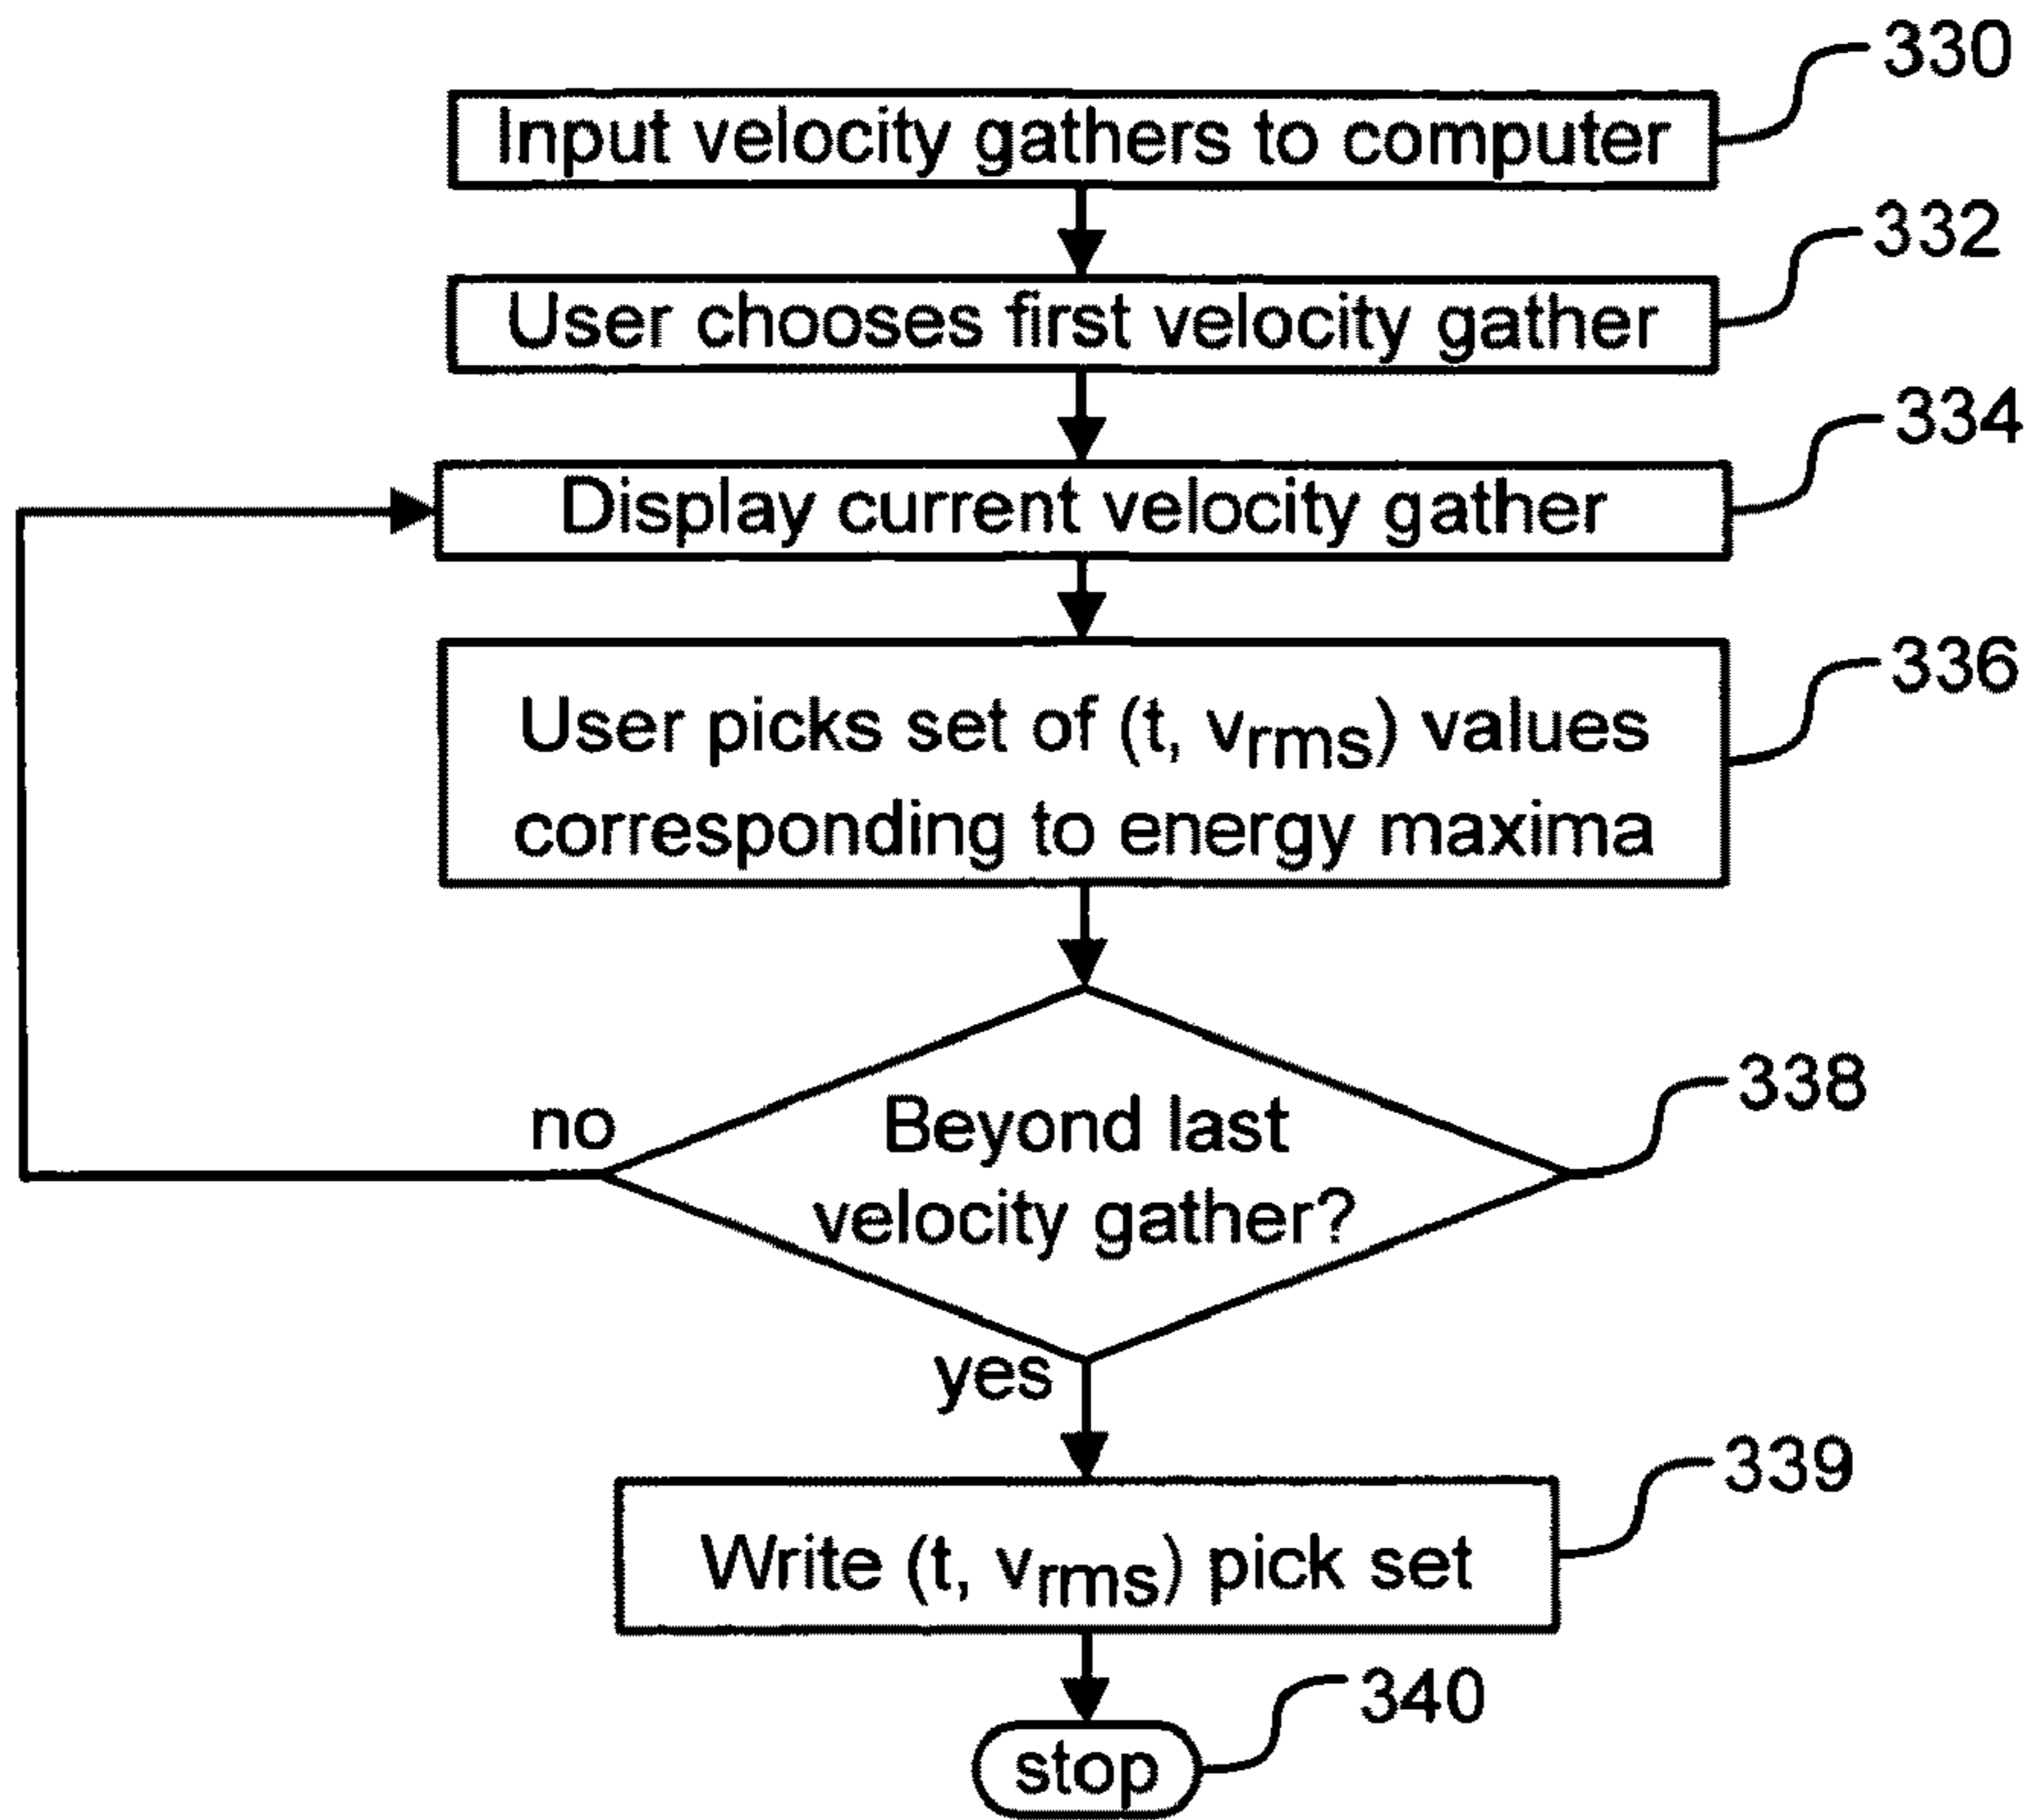 330
Input velocity gathers to computer
332
User chooses first velocity gather
334
Display current velocity gather
336
User picks set of (t, vrms) values
corresponding to energy maxima
338
no
Beyond last
velocity gather?
yes
339
Write (t, vrms) pick set
340
stop